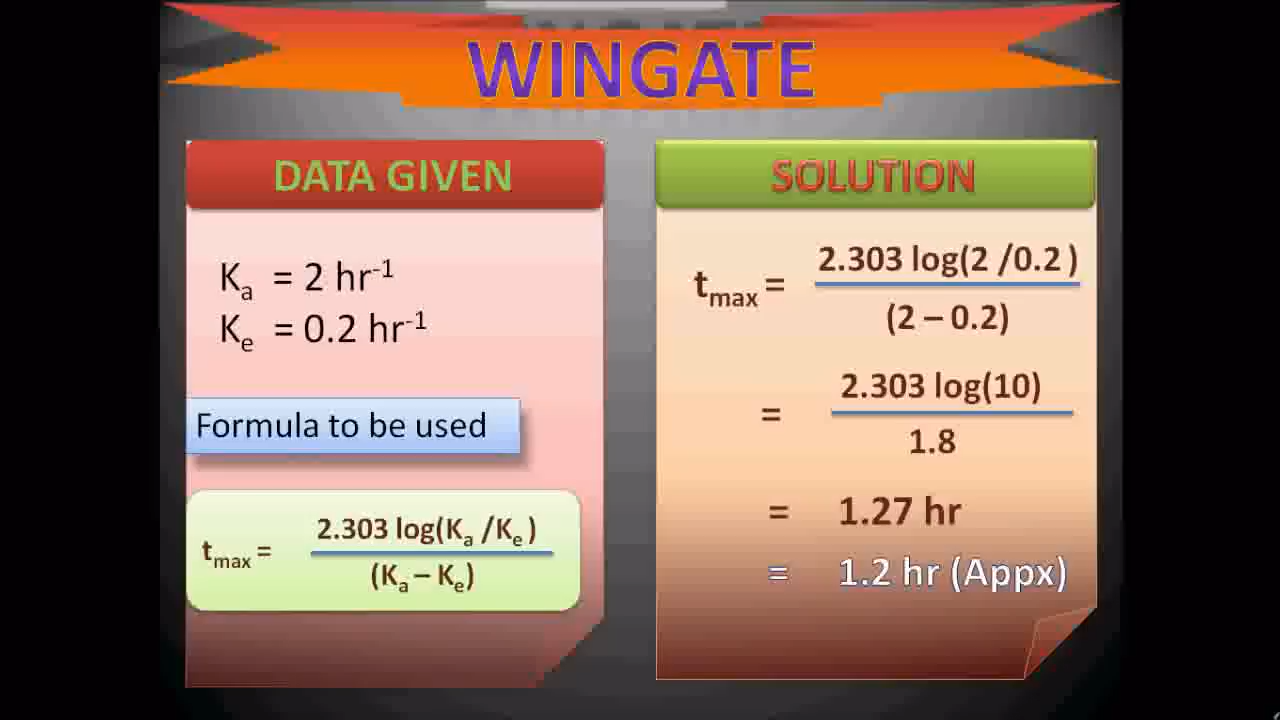 WINGATE
DATA GIVEN
Kₐ = 2 hr⁻¹
Kₑ = 0.2 hr⁻¹
Formula to be used
tmax = 2.303 log(Kₐ /Kₑ )
(Kₐ – Kₑ)
SOLUTION
tmax = 2.303 log(2 /0.2 )
(2 – 0.2)
= 2.303 log(10)
1.8
= 1.27 hr
= 1.2 hr (Appx)